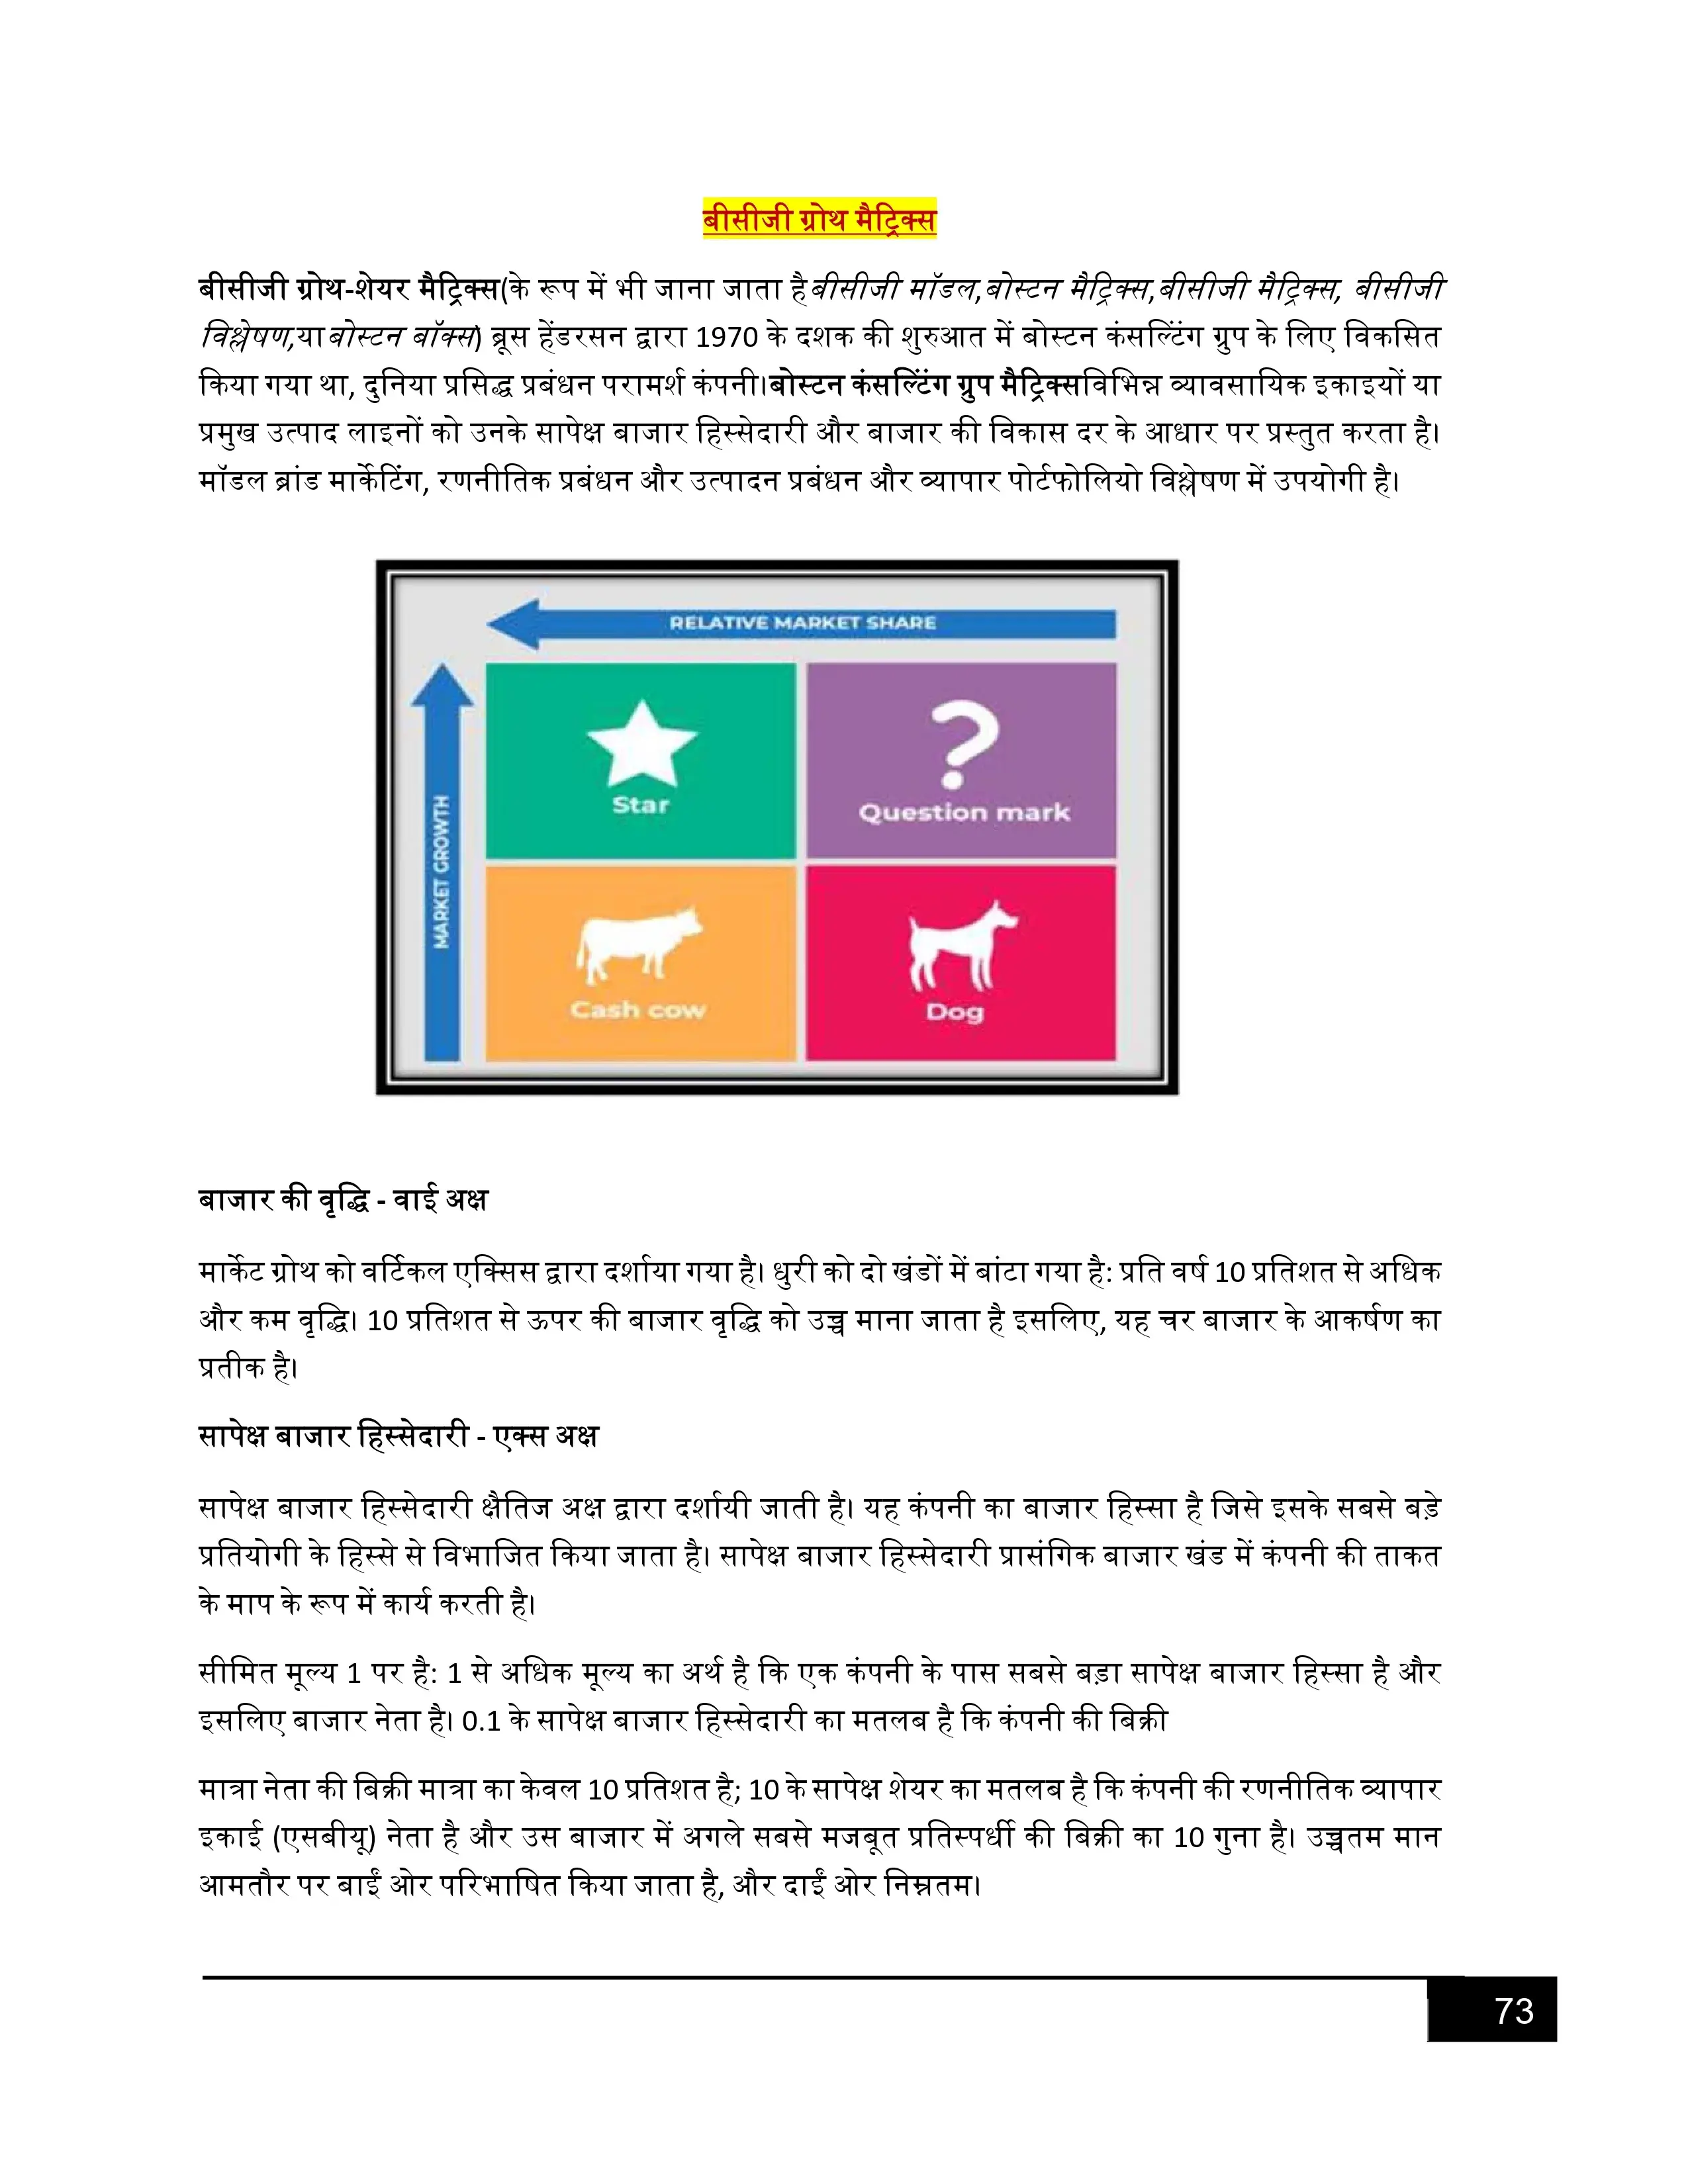 बीसीजी ग्रोथ मैट्रिक्स
बीसीजी ग्रोथ-शेयर मैट्रिक्स(के रूप में भी जाना जाता हैबीसीजी मॉडल,बोस्टन मैट्रिक्स,बीसीजी मैट्रिक्स, बीसीजी
विश्लेषण,याबोस्टन बॉक्स) ब्रूस हेंडरसन द्वारा 1970 के दशक की शुरुआत में बोस्टन कंसल्टिंग ग्रुप के लिए विकसित
किया गया था, दुनिया प्रसिद्ध प्रबंधन परामर्श कंपनी।बोस्टन कंसल्टिंग ग्रुप मैट्रिक्सविभिन्न व्यावसायिक इकाइयों या
प्रमुख उत्पाद लाइनों को उनके सापेक्ष बाजार हिस्सेदारी और बाजार की विकास दर के आधार पर प्रस्तुत करता है।
मॉडल ब्रांड मार्केटिंग, रणनीतिक प्रबंधन और उत्पादन प्रबंधन और व्यापार पोर्टफोलियो विश्लेषण में उपयोगी है।
RELATIVE MARKET SHARE
MARKET GROWTH
Star
Question mark
Cash cow
Dog
बाजार की वृद्धि - वाई अक्ष
मार्केट ग्रोथ को वर्टिकल एक्सिस द्वारा दर्शाया गया है। धुरी को दो खंडों में बांटा गया है: प्रति वर्ष 10 प्रतिशत से अधिक
और कम वृद्धि। 10 प्रतिशत से ऊपर की बाजार वृद्धि को उच्च माना जाता है इसलिए, यह चर बाजार के आकर्षण का
प्रतीक है।
सापेक्ष बाजार हिस्सेदारी - एक्स अक्ष
सापेक्ष बाजार हिस्सेदारी क्षैतिज अक्ष द्वारा दर्शायी जाती है। यह कंपनी का बाजार हिस्सा है जिसे इसके सबसे बड़े
प्रतियोगी के हिस्से से विभाजित किया जाता है। सापेक्ष बाजार हिस्सेदारी प्रासंगिक बाजार खंड में कंपनी की ताकत
के माप के रूप में कार्य करती है।
सीमित मूल्य 1 पर है: 1 से अधिक मूल्य का अर्थ है कि एक कंपनी के पास सबसे बड़ा सापेक्ष बाजार हिस्सा है और
इसलिए बाजार नेता है। 0.1 के सापेक्ष बाजार हिस्सेदारी का मतलब है कि कंपनी की बिक्री
मात्रा नेता की बिक्री मात्रा का केवल 10 प्रतिशत है; 10 के सापेक्ष शेयर का मतलब है कि कंपनी की रणनीतिक व्यापार
इकाई (एसबीयू) नेता है और उस बाजार में अगले सबसे मजबूत प्रतिस्पर्धी की बिक्री का 10 गुना है। उच्चतम मान
आमतौर पर बाईं ओर परिभाषित किया जाता है, और दाईं ओर निम्नतम।
73